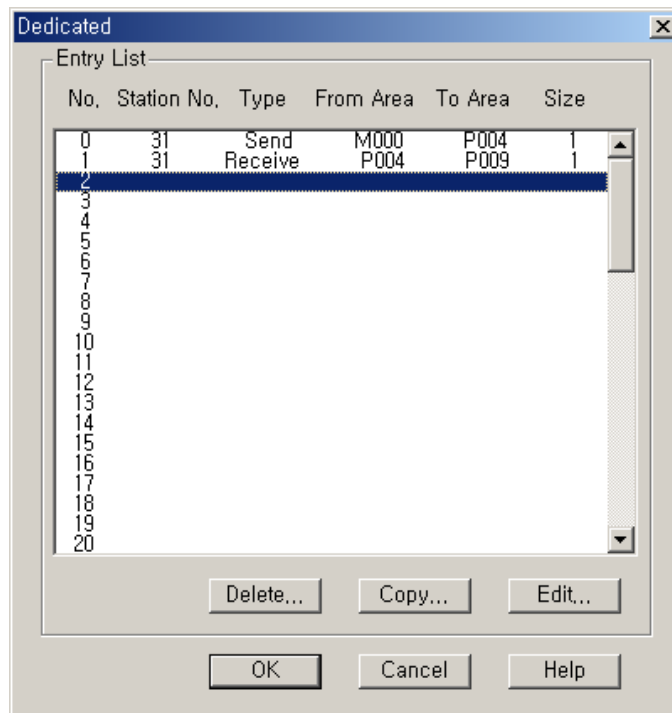 Dedicated
Entry List
No, Station No, Type From Area To Area Size
0 31 Send M000 P004 1
1 31 Receive P004 P009 1
2
3
4
5
6
7
8
9
10
11
12
13
14
15
16
17
18
19
20
Delete,,, Copy,,, Edit,,,
OK Cancel Help